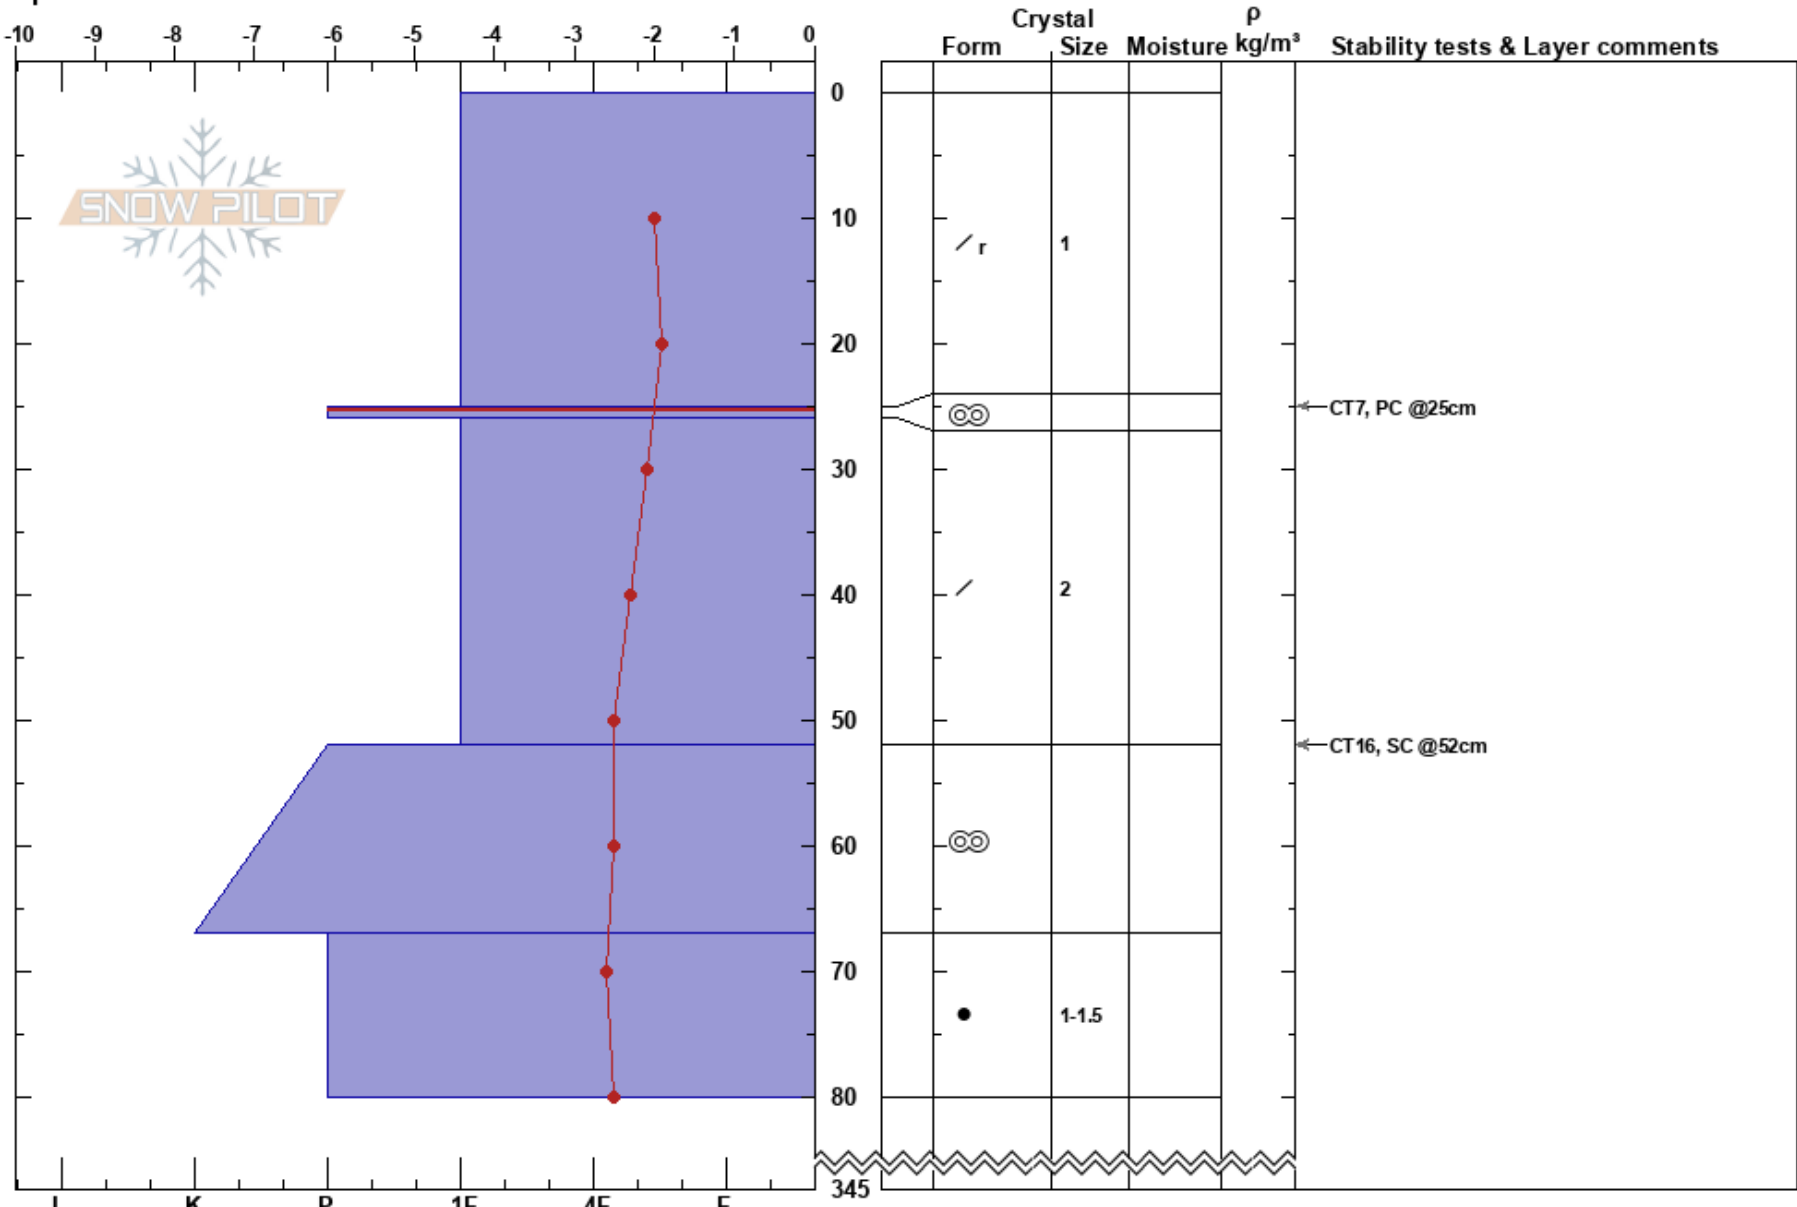 Crystal ρ
-10 -9 -8 -7 -6 -5 -4 -3 -2 -1 0 Form Size Moisture kg/m³ Stability tests & Layer comments
0
SNOW PILOT
10
r 1
20
CT7, PC @25cm
30
40 2
50
CT16, SC @52cm
60
70
1-1.5
80
345
K P 1F 4F F